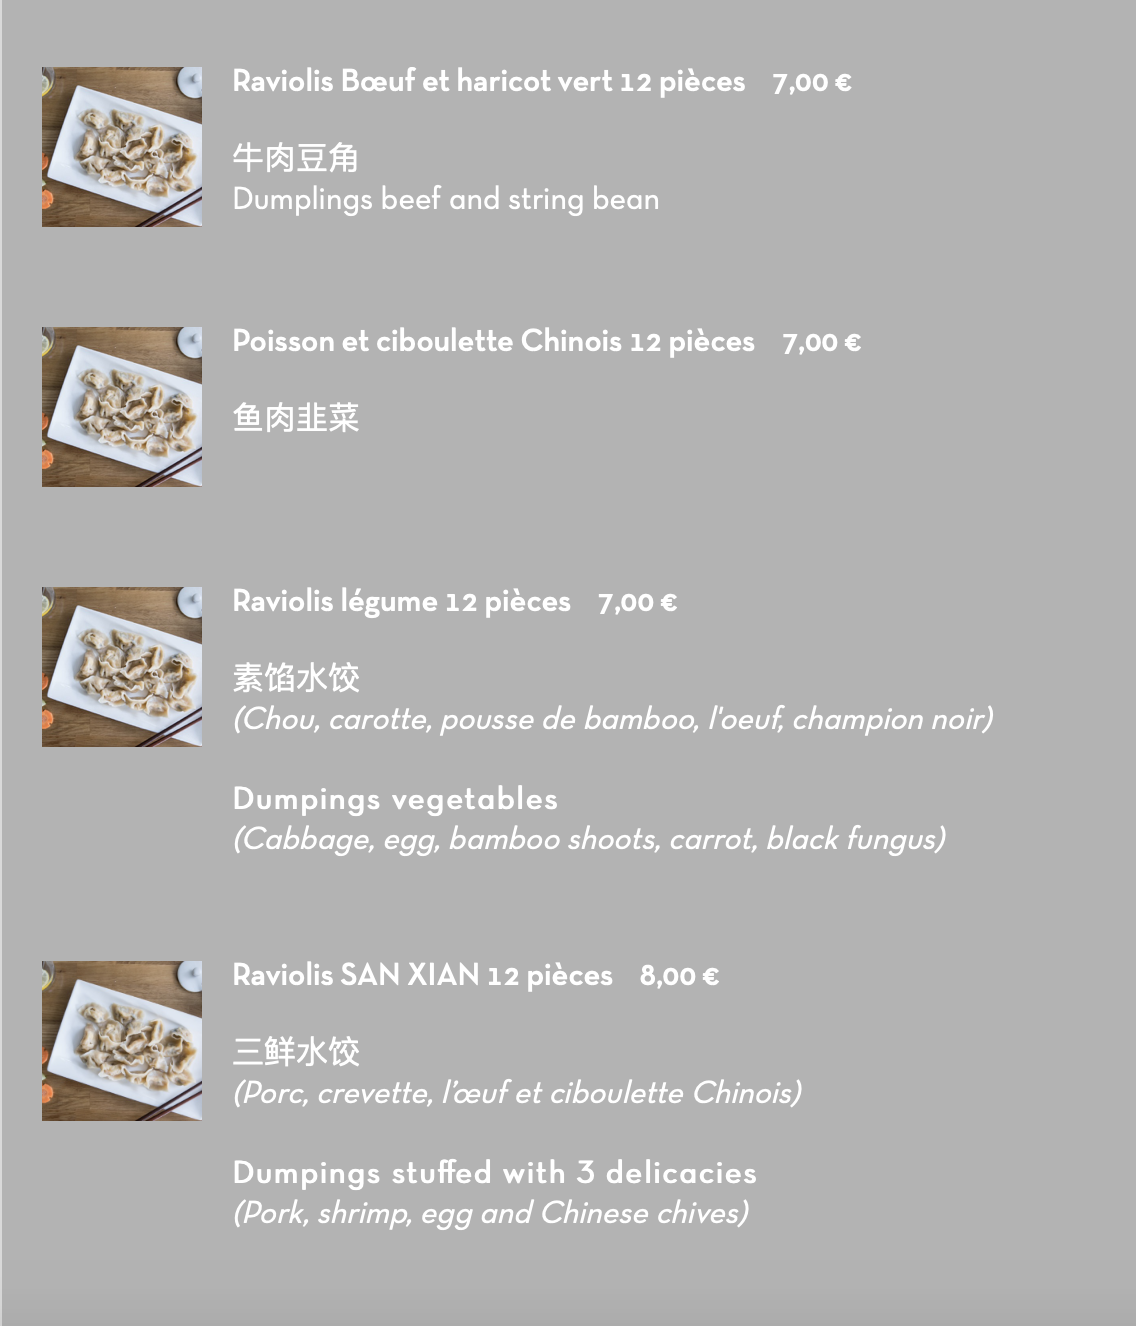 Raviolis Bœuf et haricot vert 12 pièces 7,00 €
牛肉豆角
Dumplings beef and string bean
Poisson et ciboulette Chinois 12 pièces 7,00 €
鱼肉韭菜
Raviolis légume 12 pièces 7,00 €
素馅水饺
(Chou, carotte, pousse de bamboo, l'oeuf, champion noir)
Dumpings vegetables
(Cabbage, egg, bamboo shoots, carrot, black fungus)
Raviolis SAN XIAN 12 pièces 8,00 €
三鲜水饺
(Porc, crevette, l’œuf et ciboulette Chinois)
Dumpings stuffed with 3 delicacies
(Pork, shrimp, egg and Chinese chives)